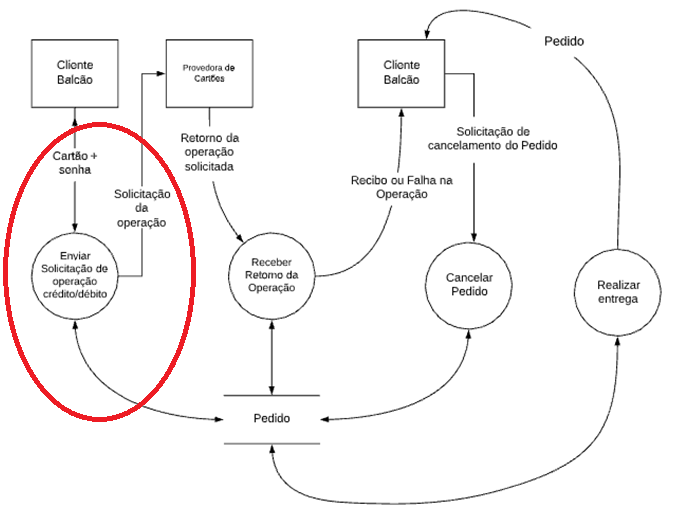 Cliente
Balcão
Provedora de
Cartões
Cliente
Balcão
Pedido
Cartão +
senha
Solicitação
da
operação
Retorno da
operação
solicitada
Recibo ou Falha na
Operação
Solicitação de
cancelamento do Pedido
Enviar
Solicitação de
operação
crédito/débito
Receber
Retorno da
Operação
Cancelar
Pedido
Realizar
entrega
Pedido